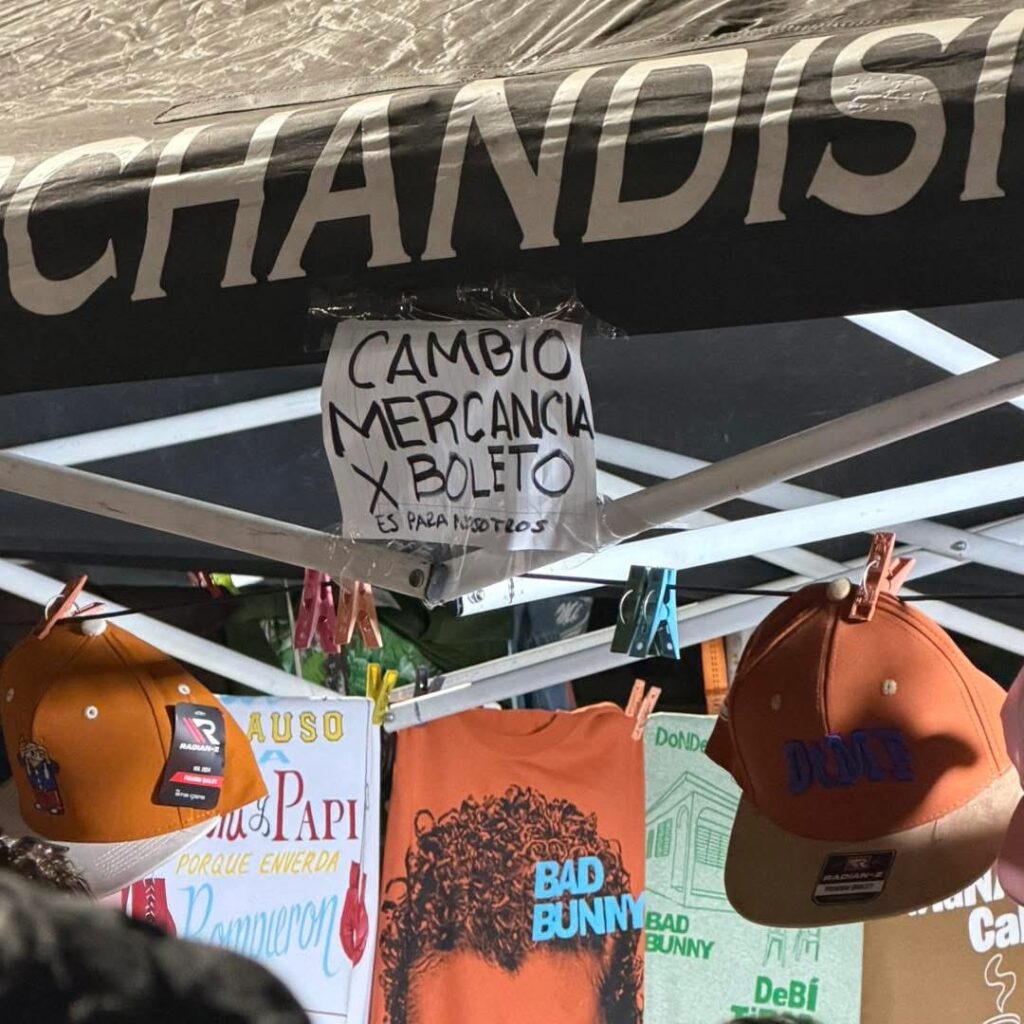 CHANDISI
CAMBIO
MERCANCIA
X BOLETO
ES PARA NOSOTROS
RADIAN-Z
AUSO
A
y PAPI
PORQUE ENVERDA
Rompieron
BAD
BUNNY
DoNDe
BAD
BUNNY
DeBÍ
DtMF
RADIAN-Z
Ca